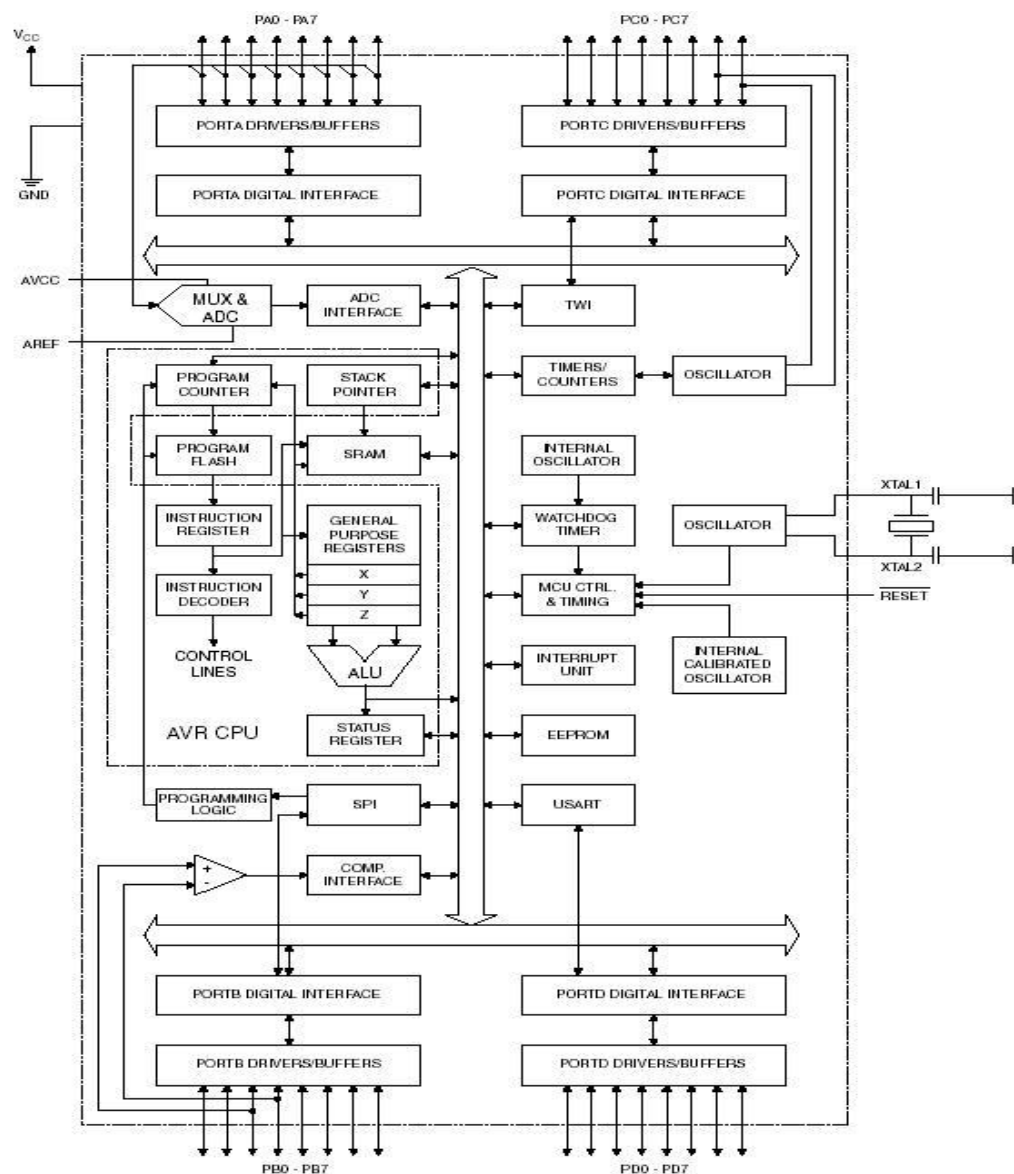 PA0 - PA7
PC0 - PC7
VCC
PORTA DRIVERS/BUFFERS
PORTC DRIVERS/BUFFERS
GND
PORTA DIGITAL INTERFACE
PORTC DIGITAL INTERFACE
AVCC
MUX &
ADC
ADC
INTERFACE
TWI
AREF
PROGRAM
COUNTER
STACK
POINTER
TIMERS/
COUNTERS
OSCILLATOR
PROGRAM
FLASH
SRAM
INTERNAL
OSCILLATOR
XTAL1
INSTRUCTION
REGISTER
GENERAL
PURPOSE
REGISTERS
WATCHDOG
TIMER
OSCILLATOR
XTAL2
X
INSTRUCTION
DECODER
Y
MCU CTRL.
& TIMING
RESET
Z
CONTROL
LINES
ALU
INTERRUPT
UNIT
INTERNAL
CALIBRATED
OSCILLATOR
AVR CPU
STATUS
REGISTER
EEPROM
PROGRAMMING
LOGIC
SPI
USART
+
-
COMP.
INTERFACE
PORTB DIGITAL INTERFACE
PORTD DIGITAL INTERFACE
PORTB DRIVERS/BUFFERS
PORTD DRIVERS/BUFFERS
PB0 - PB7
PD0 - PD7